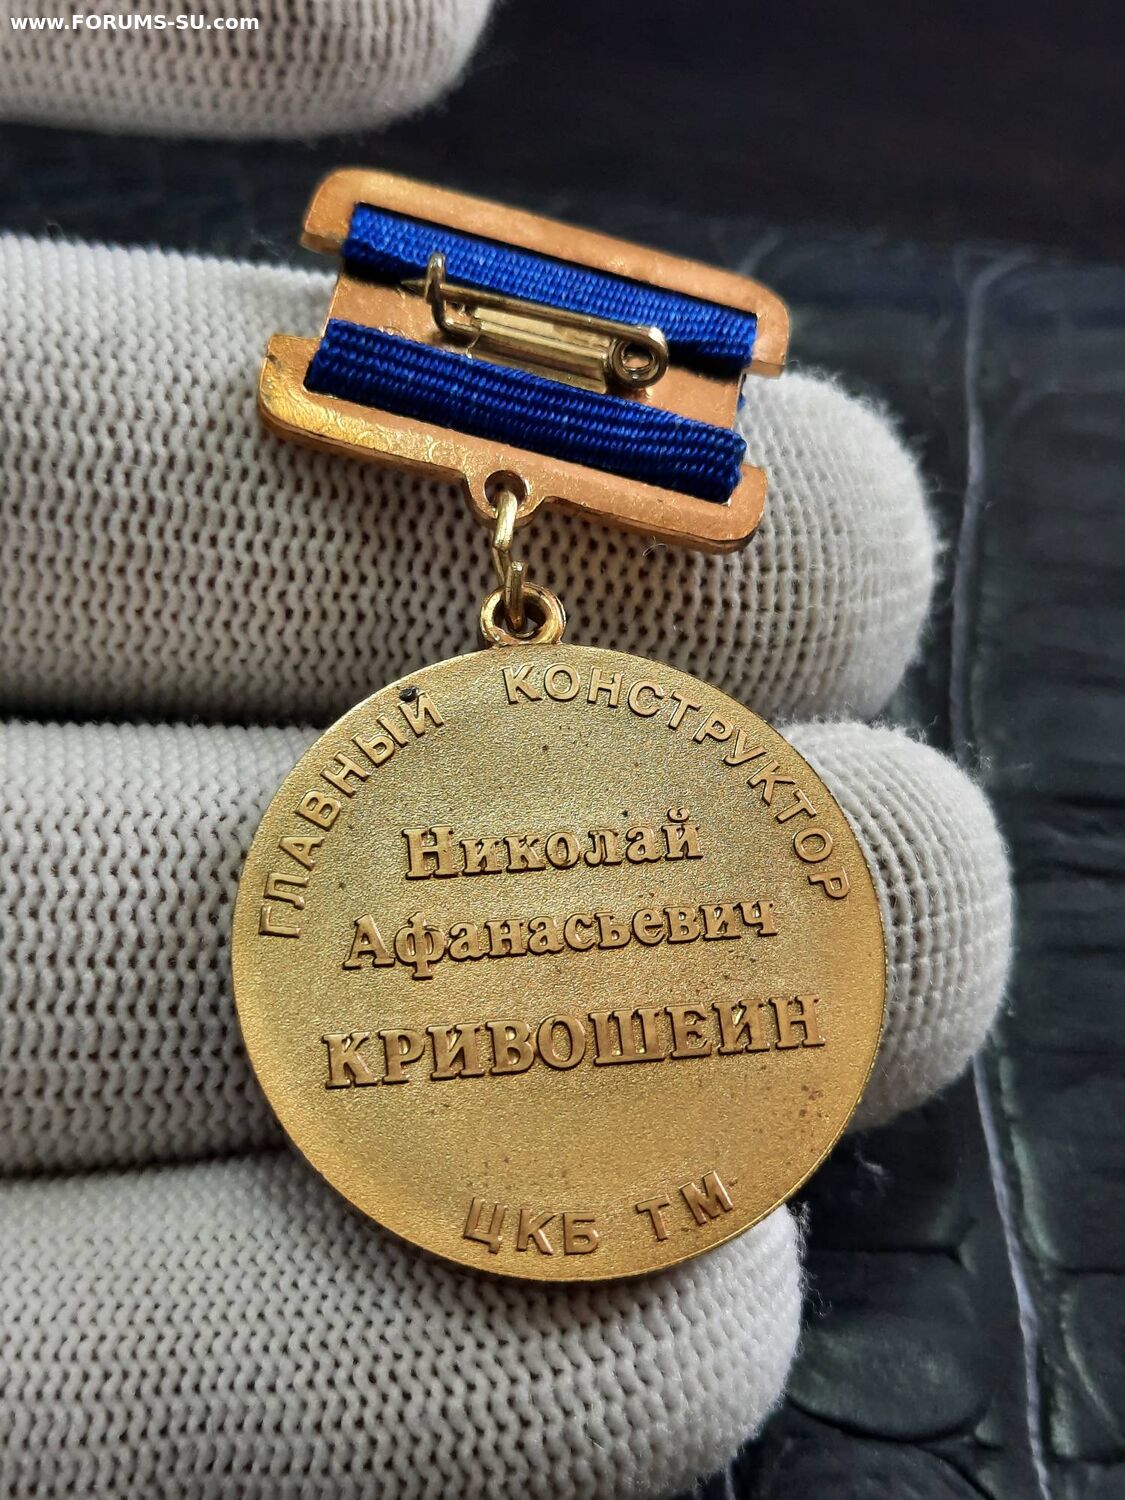 www.FORUMS-SU.com
ГЛАВНЫЙ КОНСТРУКТОР
Николай
Афанасьевич
КРИВОШЕИН
ЦКБ ТМ